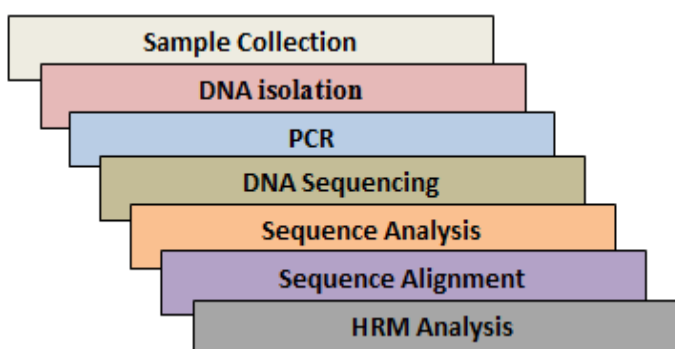 Sample Collection
DNA isolation
PCR
DNA Sequencing
Sequence Analysis
Sequence Alignment
HRM Analysis